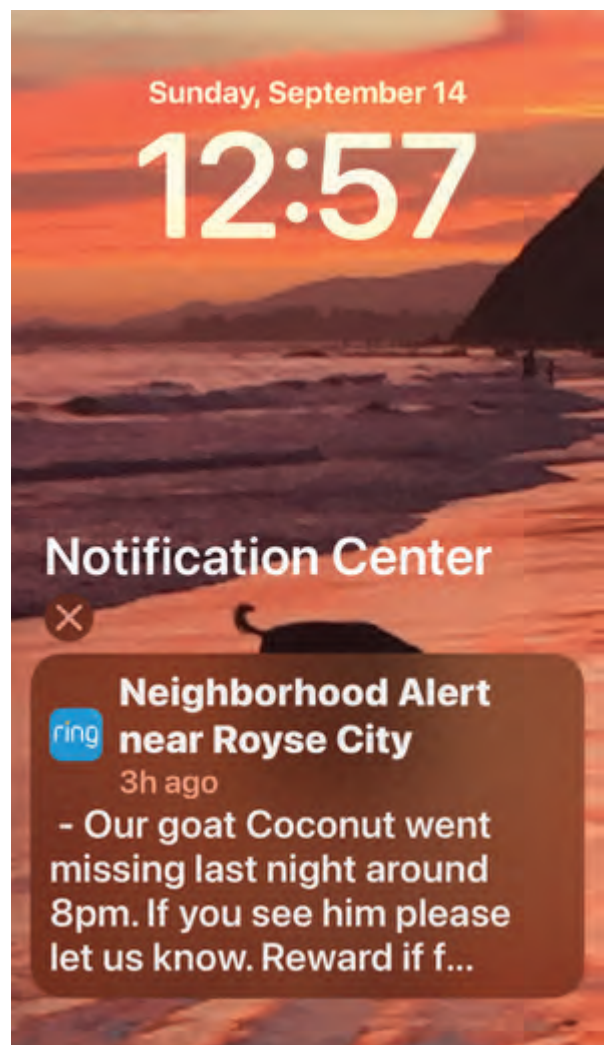 Sunday, September 14
12:57
Notification Center
Neighborhood Alert
ring near Royse City
3h ago
- Our goat Coconut went
missing last night around
8pm. If you see him please
let us know. Reward if f...